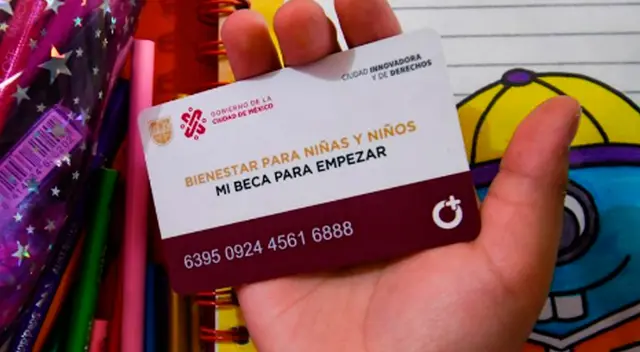 GOBIERNO DE LA
CIUDAD DE MÉXICO
CIUDAD INNOVADORA
Y DE DERECHOS
BIENESTAR PARA NIÑAS Y NIÑOS
MI BECA PARA EMPEZAR
6395 0924 4561 6888